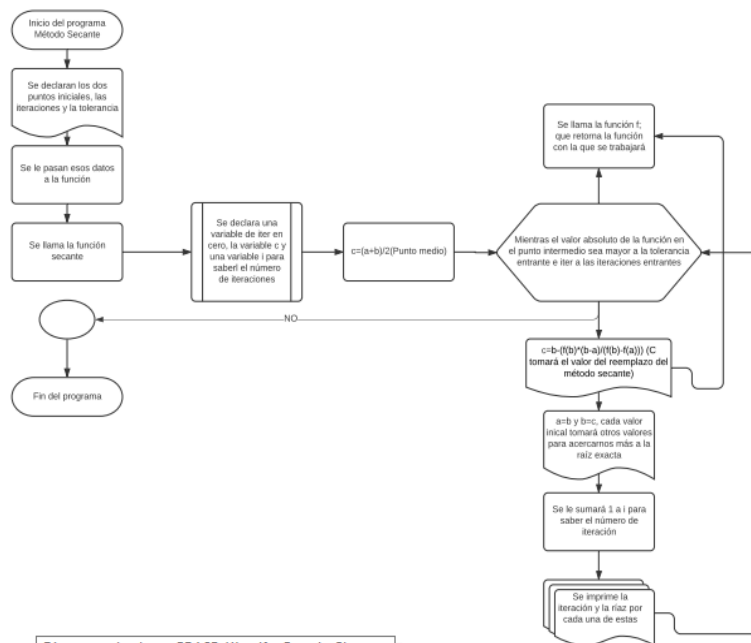 Inicio del programa
Método Secante
Se declaran los dos
puntos iniciales, las
iteraciones y la tolerancia
Se le pasan esos datos
a la función
Se llama la función
secante
Se declara una
variable de iter en
cero, la variable c y
una variable i para
saberl el número
de iteraciones
c=(a+b)/2(Punto medio)
Se llama la función f;
que retorna la función
con la que se trabajará
Mientras el valor absoluto de la función en
el punto intermedio sea mayor a la tolerancia
entrante e iter a las iteraciones entrantes
NO
Fin del programa
c=b-(f(b)*(b-a)/(f(b)-f(a))) (C
tomará el valor del reemplazo del
método secante)
a=b y b=c, cada valor
inical tomará otros valores
para acercarnos más a la
raíz exacta
Se le sumará 1 a i para
saber el número de
iteración
Se imprime la
iteración y la ríaz por
cada una de estas